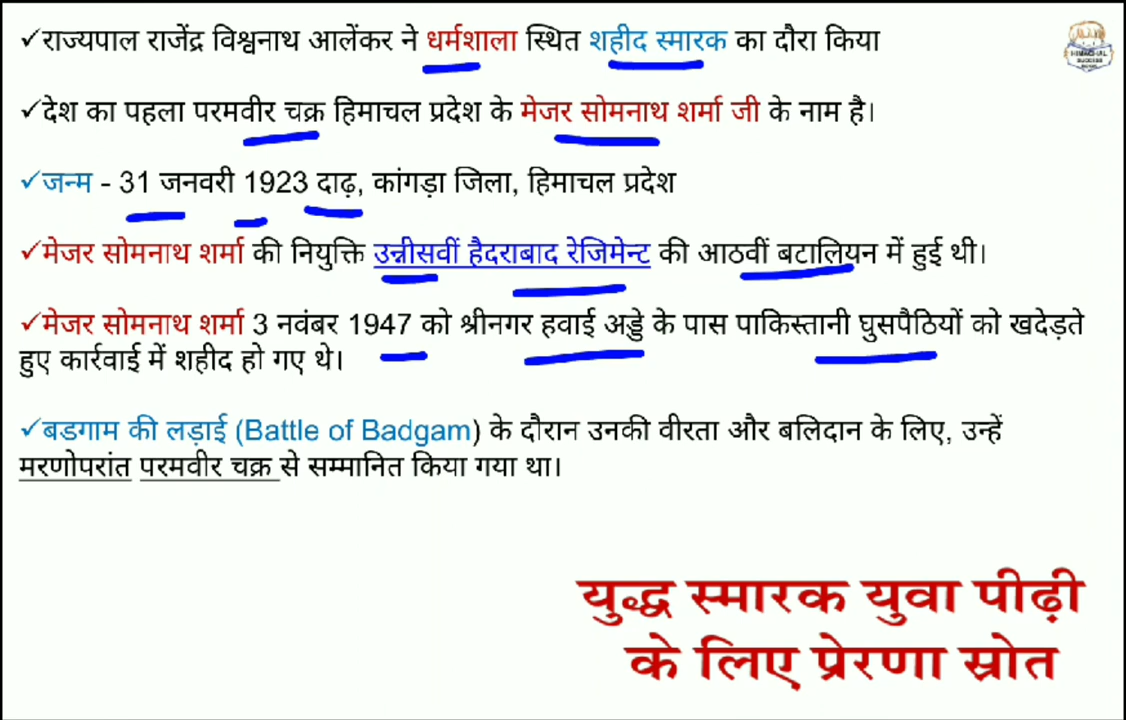 ✓राज्यपाल राजेंद्र विश्वनाथ आलेंकर ने धर्मशाला स्थित शहीद स्मारक का दौरा किया
HIMACHAL
SUCCESS
✓देश का पहला परमवीर चक्र हिमाचल प्रदेश के मेजर सोमनाथ शर्मा जी के नाम है।
✓जन्म - 31 जनवरी 1923 दाढ़, कांगड़ा जिला, हिमाचल प्रदेश
✓मेजर सोमनाथ शर्मा की नियुक्ति उन्नीसवीं हैदराबाद रेजिमेन्ट की आठवीं बटालियन में हुई थी।
✓मेजर सोमनाथ शर्मा 3 नवंबर 1947 को श्रीनगर हवाई अड्डे के पास पाकिस्तानी घुसपैठियों को खदेड़ते
हुए कार्रवाई में शहीद हो गए थे।
✓बडगाम की लड़ाई (Battle of Badgam) के दौरान उनकी वीरता और बलिदान के लिए, उन्हें
मरणोपरांत परमवीर चक्र से सम्मानित किया गया था।
युद्ध स्मारक युवा पीढ़ी
के लिए प्रेरणा स्रोत